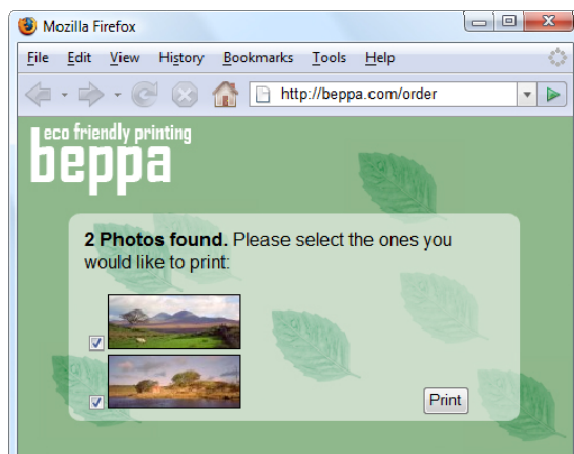 Mozilla Firefox
File Edit View History Bookmarks Tools Help
http://beppa.com/order
eco friendly printing
beppa
2 Photos found. Please select the ones you
would like to print:
Print